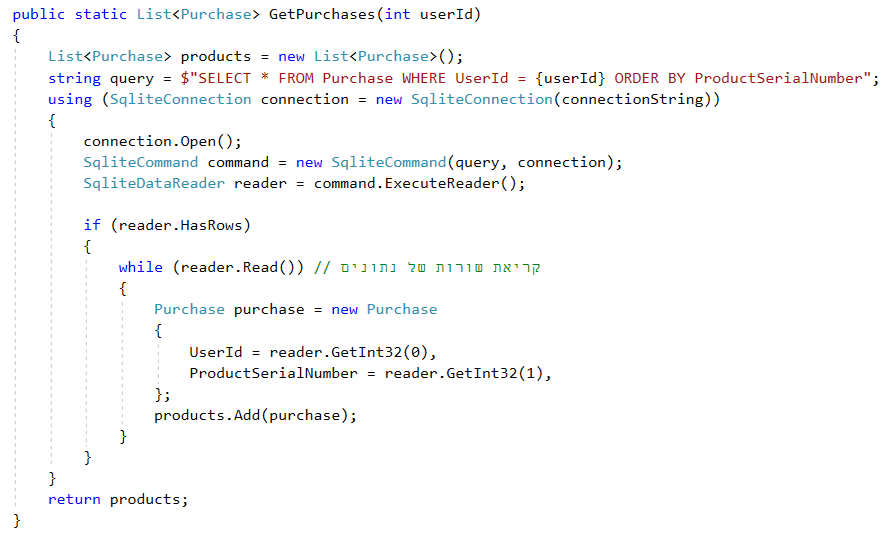 public static List<Purchase> GetPurchases(int userId)
{
List<Purchase> products = new List<Purchase>();
string query = $"SELECT * FROM Purchase WHERE UserId = {userId} ORDER BY ProductSerialNumber";
using (SqliteConnection connection = new SqliteConnection(connectionString))
{
connection.Open();
SqliteCommand command = new SqliteCommand(query, connection);
SqliteDataReader reader = command.ExecuteReader();
if (reader.HasRows)
{
while (reader.Read()) // קריאת שורות של נתונים
{
Purchase purchase = new Purchase
{
UserId = reader.GetInt32(0),
ProductSerialNumber = reader.GetInt32(1),
};
products.Add(purchase);
}
}
}
return products;
}